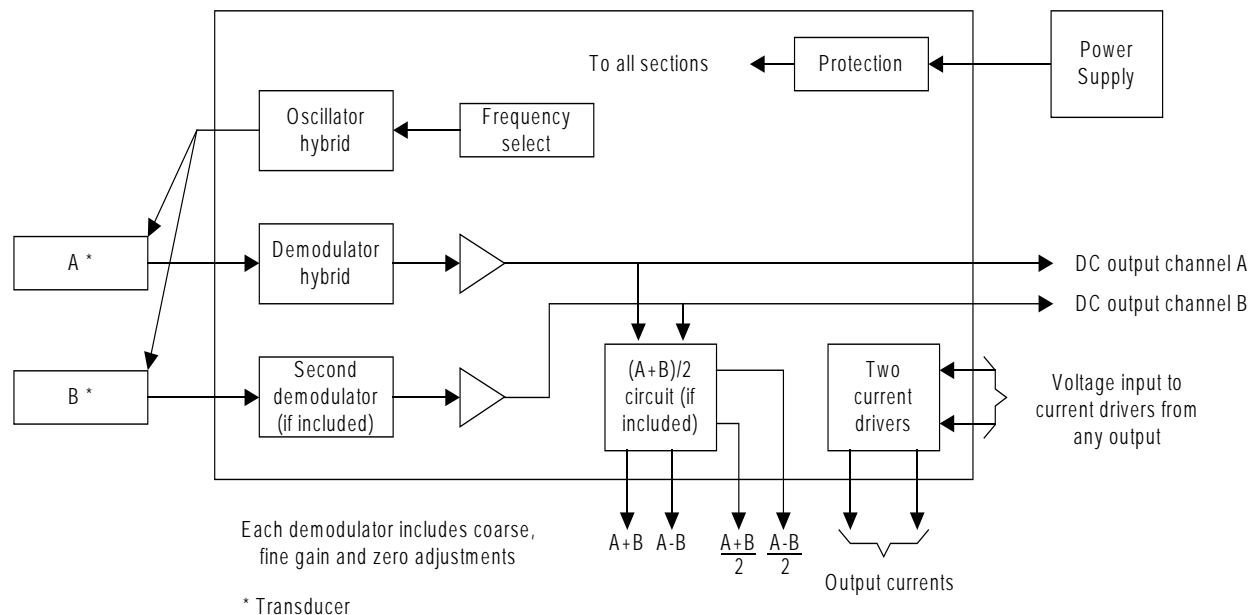 To all sections
Protection
Power
Supply
Oscillator
hybrid
Frequency
select
A *
Demodulator
hybrid
DC output channel A
DC output channel B
B *
Second
demodulator
(if included)
(A+B)/2
circuit (if
included)
Two
current
drivers
Voltage input to
current drivers from
any output
Each demodulator includes coarse,
fine gain and zero adjustments
A+B
A-B
A+B
2
A-B
2
Output currents
* Transducer